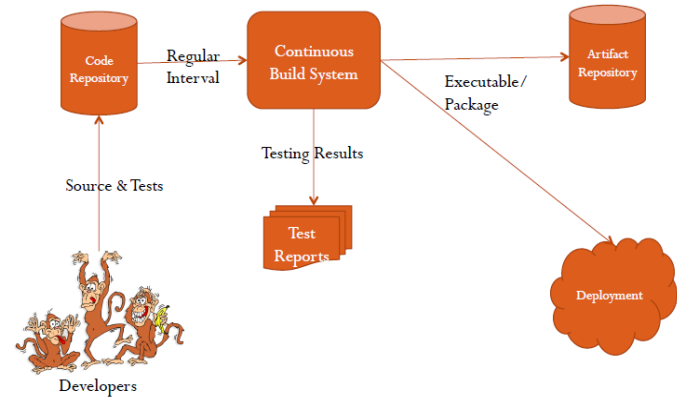 Code
Repository
Regular
Interval
Continuous
Build System
Artifact
Repository
Executable/
Package
Testing Results
Source & Tests
Test
Reports
Deployment
Developers